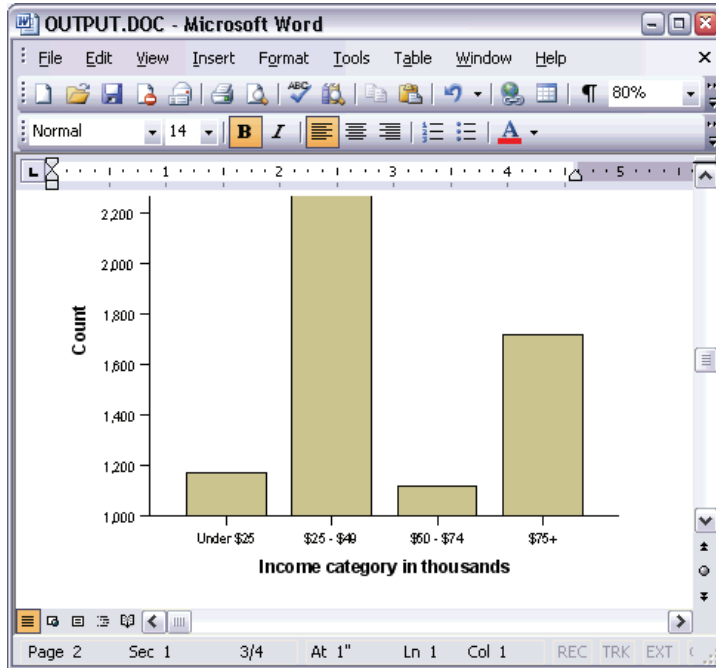 OUTPUT.DOC - Microsoft Word
File Edit View Insert Format Tools Table Window Help
ABC ¶ 80%
Normal 14 B I A
L 1 2 3 4 5
2,200
2,000
1,800
1,600
1,400
1,200
1,000
Count
Under $25 $25 - $49 $50 - $74 $75+
Income category in thousands
Page 2 Sec 1 3/4 At 1" Ln 1 Col 1 REC TRK EXT